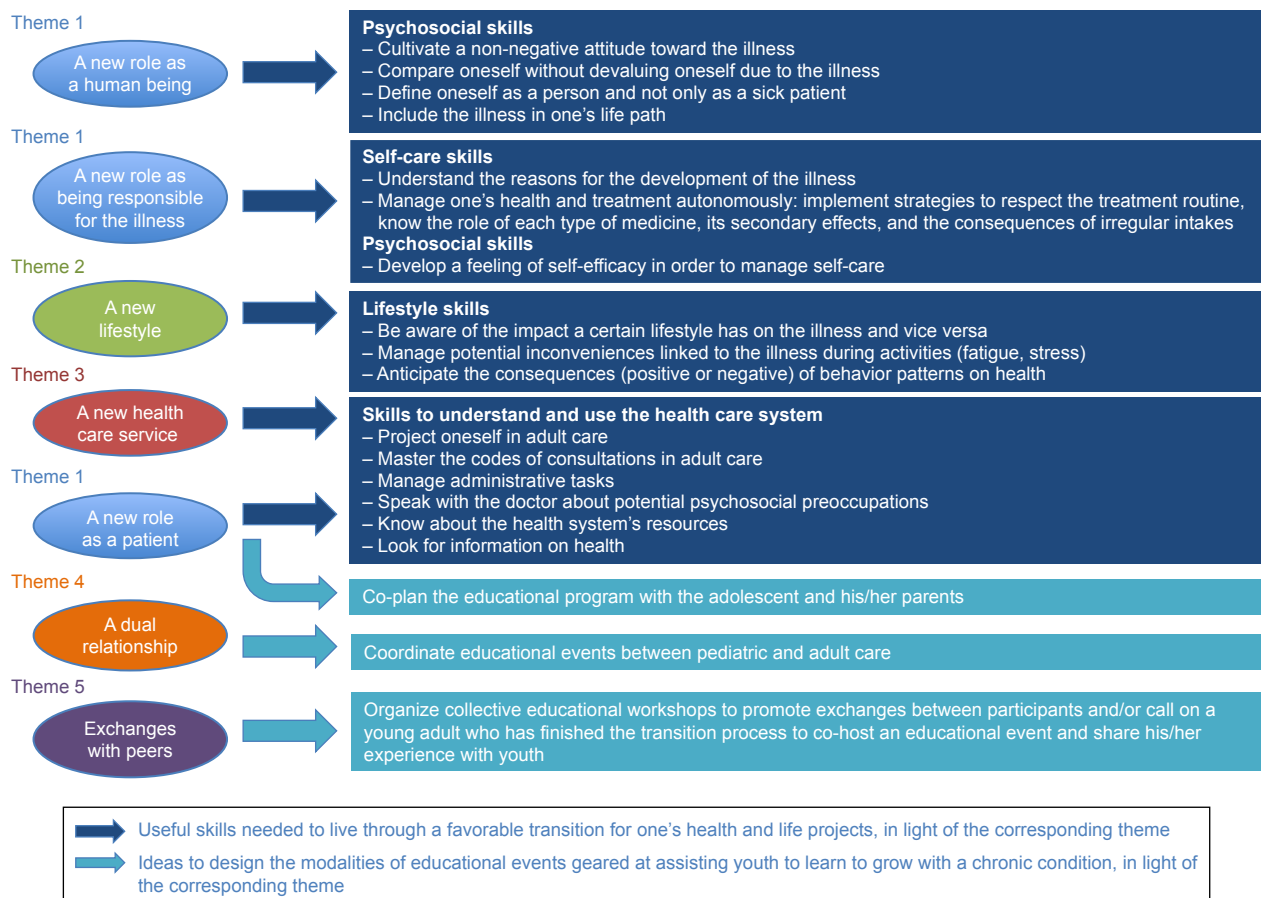 Theme 1
A new role as
a human being
Psychosocial skills
– Cultivate a non-negative attitude toward the illness
– Compare oneself without devaluing oneself due to the illness
– Define oneself as a person and not only as a sick patient
– Include the illness in one's life path
Theme 1
A new role as
being responsible
for the illness
Self-care skills
– Understand the reasons for the development of the illness
– Manage one's health and treatment autonomously: implement strategies to respect the treatment routine,
know the role of each type of medicine, its secondary effects, and the consequences of irregular intakes
Psychosocial skills
– Develop a feeling of self-efficacy in order to manage self-care
Theme 2
A new
lifestyle
Lifestyle skills
– Be aware of the impact a certain lifestyle has on the illness and vice versa
– Manage potential inconveniences linked to the illness during activities (fatigue, stress)
– Anticipate the consequences (positive or negative) of behavior patterns on health
Theme 3
A new health
care service
Skills to understand and use the health care system
– Project oneself in adult care
– Master the codes of consultations in adult care
– Manage administrative tasks
– Speak with the doctor about potential psychosocial preoccupations
– Know about the health system's resources
– Look for information on health
Theme 1
A new role
as a patient
Co-plan the educational program with the adolescent and his/her parents
Theme 4
A dual
relationship
Coordinate educational events between pediatric and adult care
Theme 5
Exchanges
with peers
Organize collective educational workshops to promote exchanges between participants and/or call on a
young adult who has finished the transition process to co-host an educational event and share his/her
experience with youth
Useful skills needed to live through a favorable transition for one's health and life projects, in light of the corresponding theme
Ideas to design the modalities of educational events geared at assisting youth to learn to grow with a chronic condition, in light of
the corresponding theme